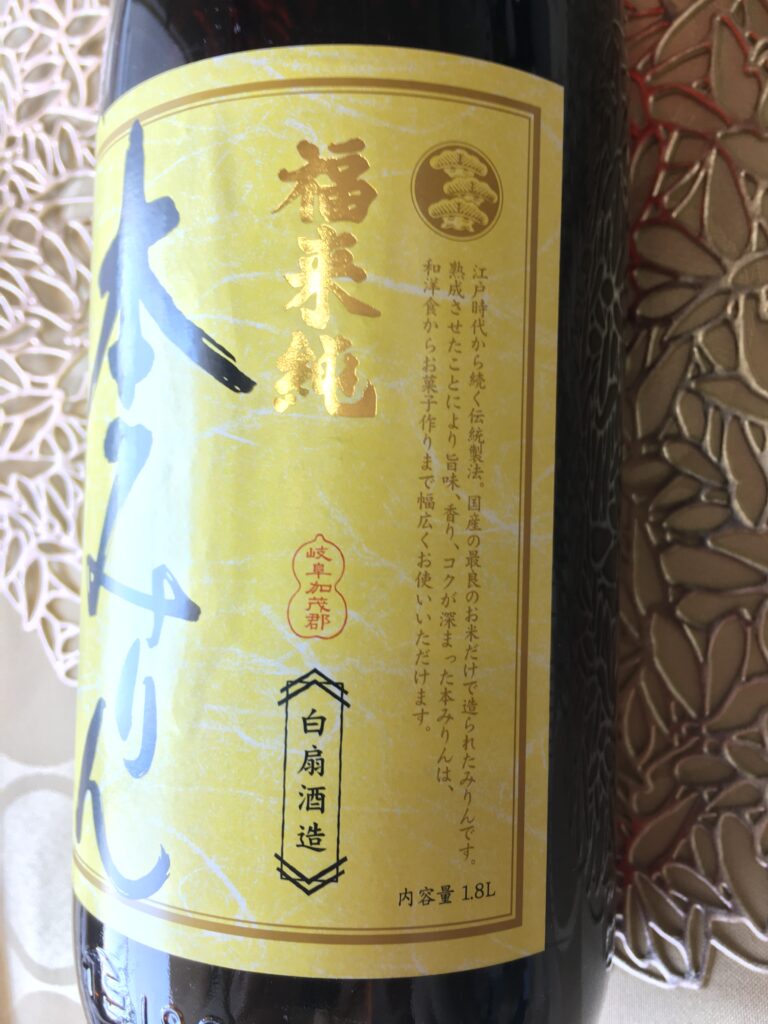 江戸時代から続く伝統製法。国産の最良のお米だけで造られたみりんです。
熟成させたことにより旨味、香り、コクが深まった本みりんは、
和洋食からお菓子作りまで幅広くお使いいただけます。
福来純
岐阜加茂郡
白扇酒造
本みりん
内容量 1.8L